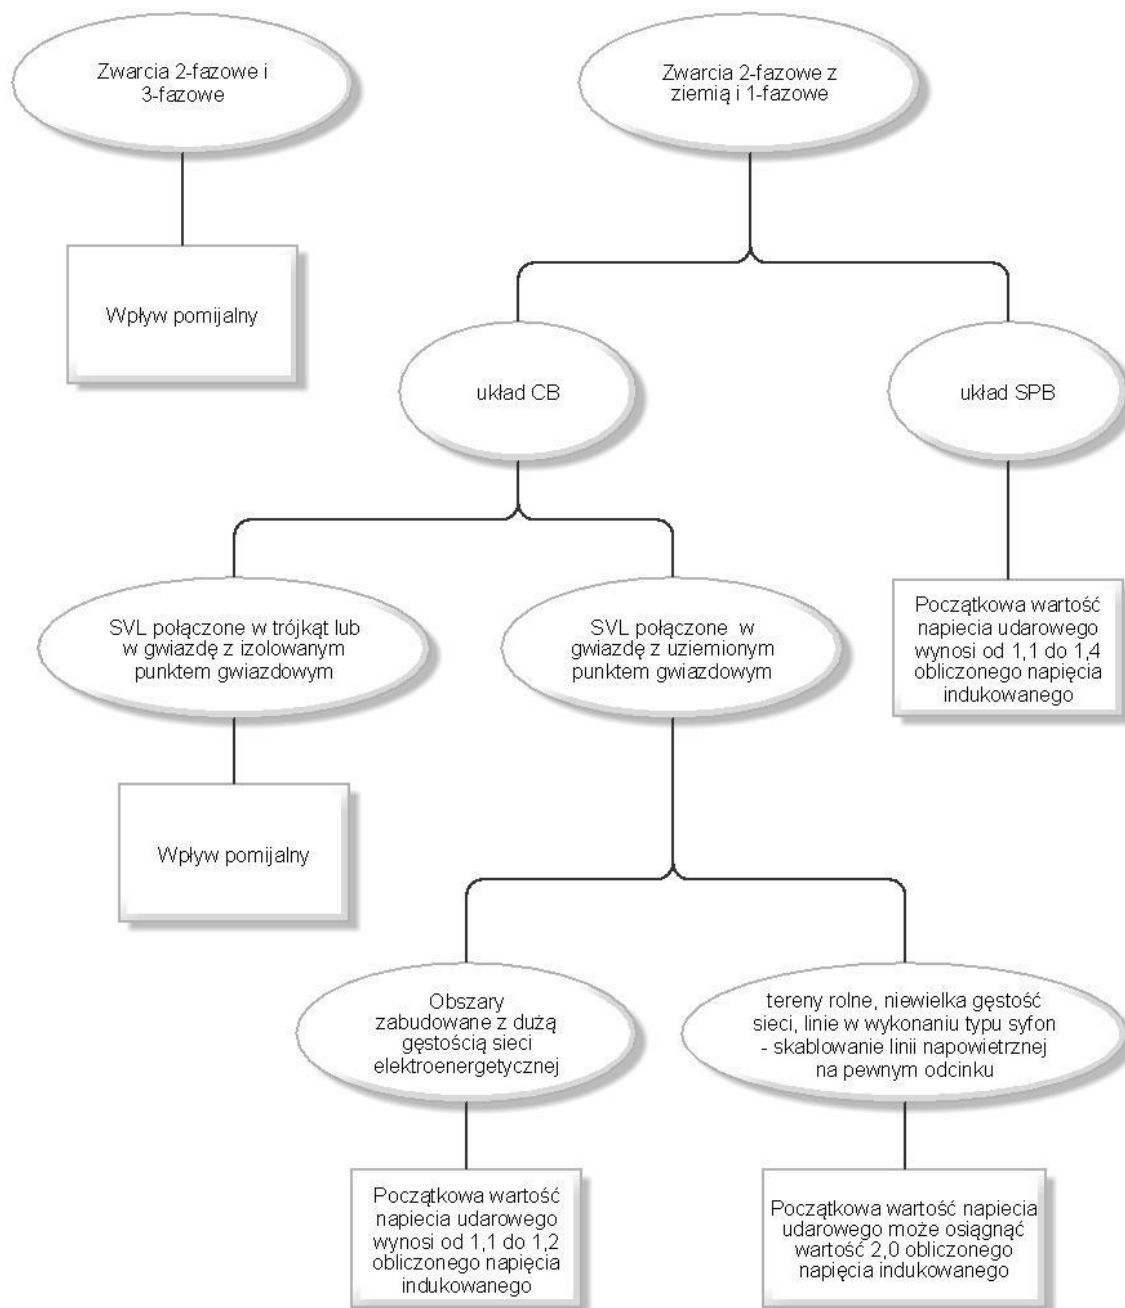 Zwarcia 2-fazowe i
3-fazowe
Zwarcia 2-fazowe z
ziemią i 1-fazowe
Wpływ pomijalny
układ CB
układ SPB
SVL połączone w trójkąt lub
w gwiazdę z izolowanym
punktem gwiazdowym
SVL połączone w
gwiazdę z uziemionym
punktem gwiazdowym
Początkowa wartość
napiecia udarowego
wynosi od 1,1 do 1,4
obliczonego napięcia
indukowanego
Wpływ pomijalny
Obszary
zabudowane z dużą
gęstością sieci
elektroenergetycznej
tereny rolne, niewielka gęstość
sieci, linie w wykonaniu typu syfon
- skablowanie linii napowietrznej
na pewnym odcinku
Początkowa wartość
napiecia udarowego
wynosi od 1,1 do 1,2
obliczonego napięcia
indukowanego
Początkowa wartość napiecia
udarowego może osiągnąć
wartość 2,0 obliczonego
napięcia indukowanego